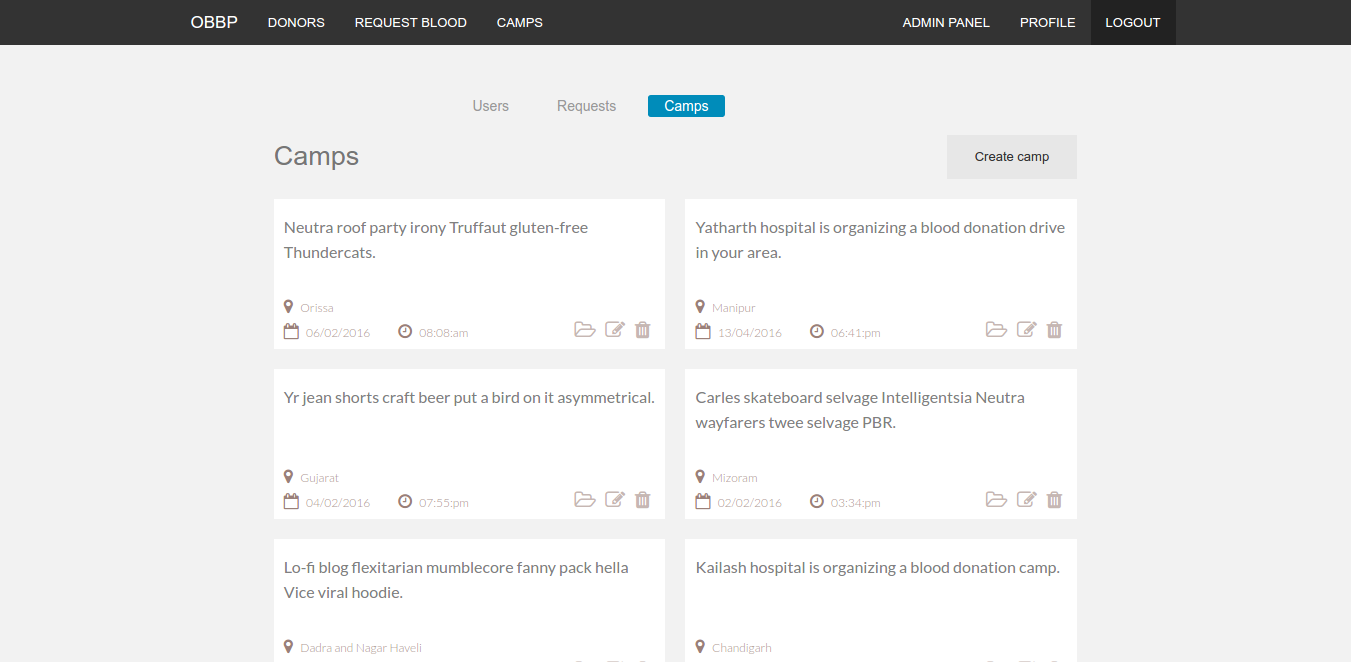 OBBP DONORS REQUEST BLOOD CAMPS ADMIN PANEL PROFILE LOGOUT
Users Requests Camps
Camps
Create camp
Neutra roof party irony Truffaut gluten-free
Thundercats.
Orissa
06/02/2016 08:08:am
Yatharth hospital is organizing a blood donation drive
in your area.
Manipur
13/04/2016 06:41:pm
Yr jean shorts craft beer put a bird on it asymmetrical.
Gujarat
04/02/2016 07:55:pm
Carles skateboard selvage Intelligentsia Neutra
wayfarers twee selvage PBR.
Mizoram
02/02/2016 03:34:pm
Lo-fi blog flexitarian mumblecore fanny pack hella
Vice viral hoodie.
Dadra and Nagar Haveli
Kailash hospital is organizing a blood donation camp.
Chandigarh